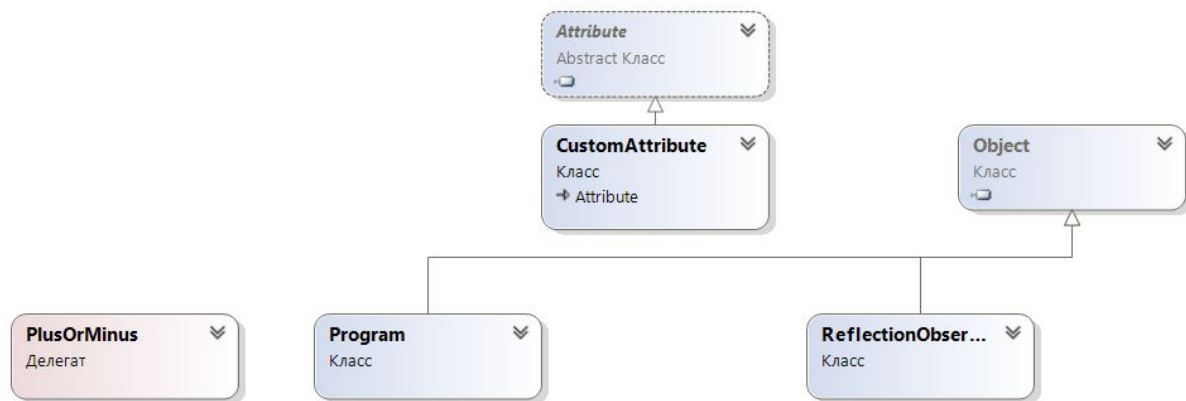 Attribute
Abstract Класс
CustomAttribute
Класс
Attribute
Object
Класс
PlusOrMinus
Делегат
Program
Класс
ReflectionObser...
Класс